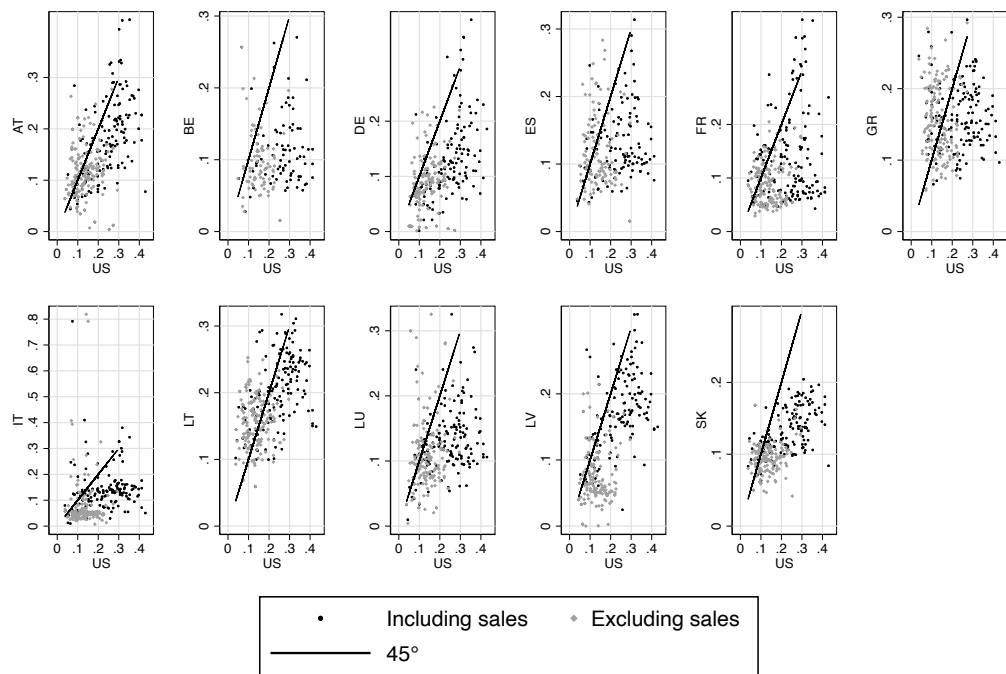 AT
0 .1 .2 .3
0 .1 .2 .3 .4
US
BE
0 .1 .2 .3
0 .1 .2 .3 .4
US
DE
0 .1 .2
0 .1 .2 .3 .4
US
ES
0 .1 .2 .3
0 .1 .2 .3 .4
US
FR
0 .1 .2
0 .1 .2 .3 .4
US
GR
0 .1 .2 .3
0 .1 .2 .3 .4
US
IT
0 .1 .2 .3 .4 .5 .6 .7 .8
0 .1 .2 .3 .4
US
LT
0 .1 .2 .3
0 .1 .2 .3 .4
US
LU
0 .1 .2 .3
0 .1 .2 .3 .4
US
LV
0 .1 .2 .3
0 .1 .2 .3 .4
US
SK
0 .1 .2
0 .1 .2 .3 .4
US
Including sales
Excluding sales
45°